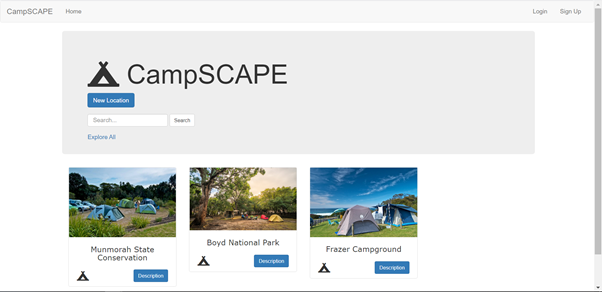 CampSCAPE Home Login Sign Up
CampSCAPE
New Location
Search... Search
Explore All
Munmorah State
Conservation
Description
Boyd National Park
Description
Frazer Campground
Description